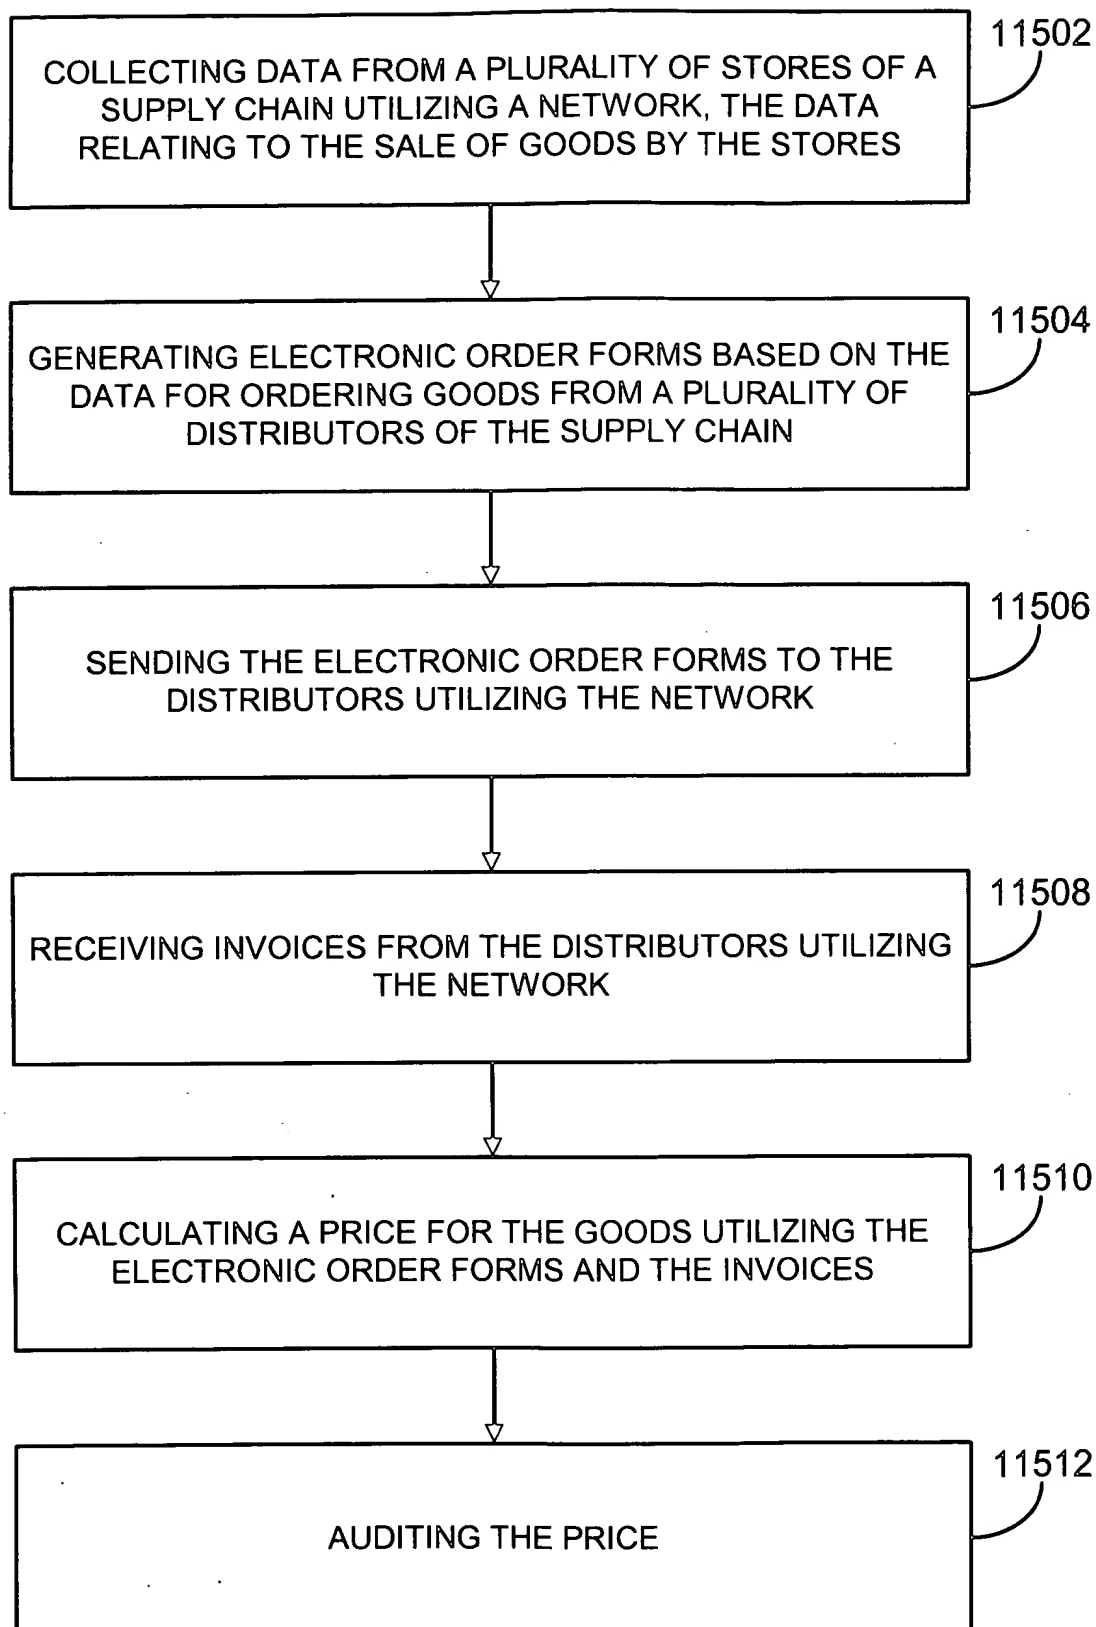 11502
COLLECTING DATA FROM A PLURALITY OF STORES OF A
SUPPLY CHAIN UTILIZING A NETWORK, THE DATA
RELATING TO THE SALE OF GOODS BY THE STORES
11504
GENERATING ELECTRONIC ORDER FORMS BASED ON THE
DATA FOR ORDERING GOODS FROM A PLURALITY OF
DISTRIBUTORS OF THE SUPPLY CHAIN
11506
SENDING THE ELECTRONIC ORDER FORMS TO THE
DISTRIBUTORS UTILIZING THE NETWORK
11508
RECEIVING INVOICES FROM THE DISTRIBUTORS UTILIZING
THE NETWORK
11510
CALCULATING A PRICE FOR THE GOODS UTILIZING THE
ELECTRONIC ORDER FORMS AND THE INVOICES
11512
AUDITING THE PRICE